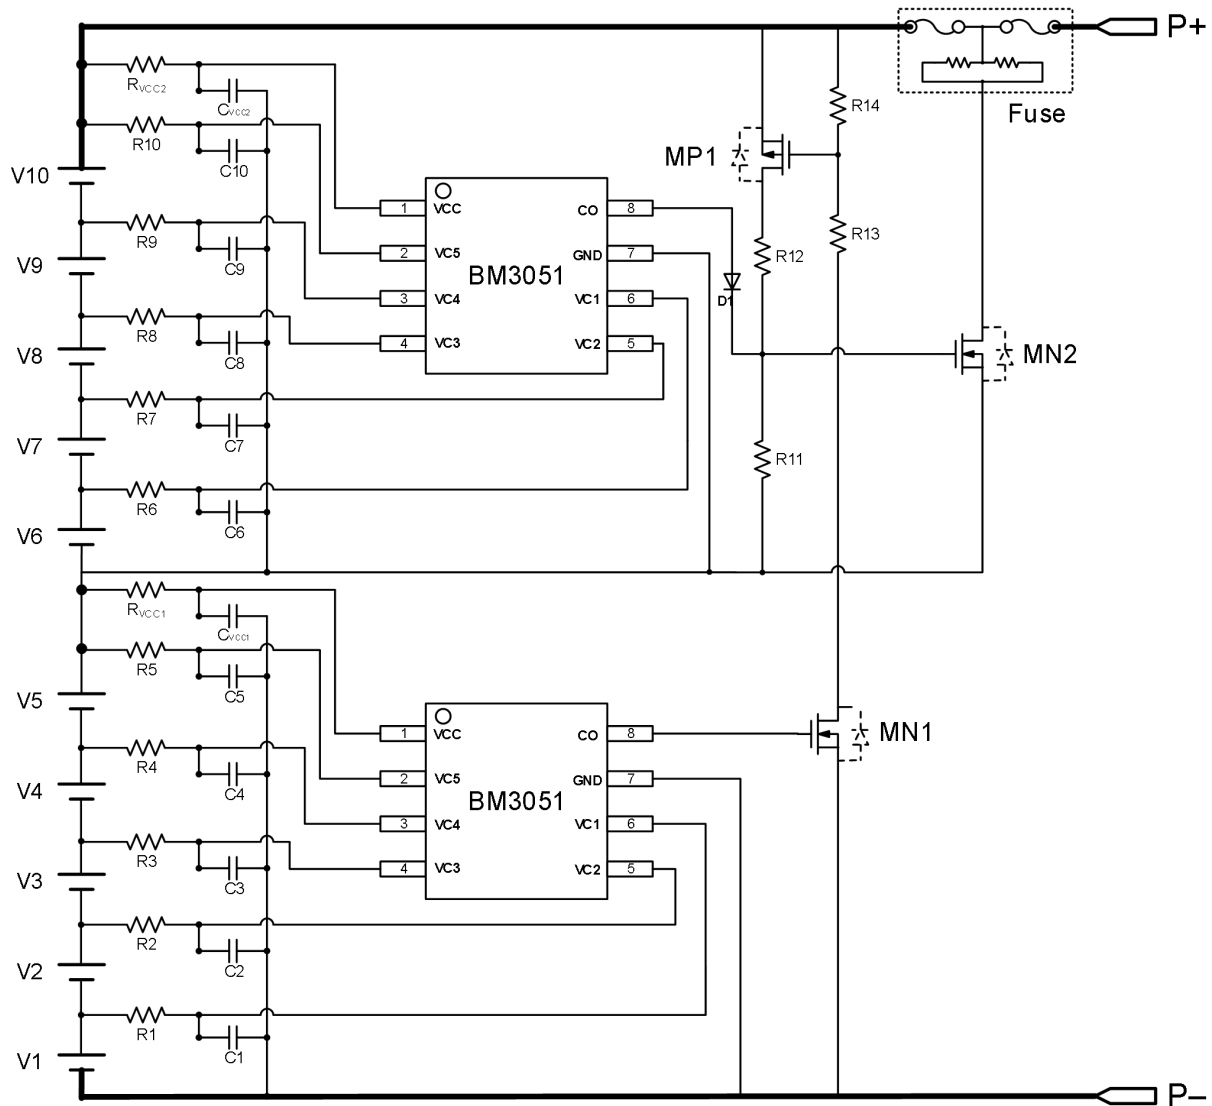 P+
Fuse
RVCC2
CVCC2
R10
C10
V10
R9
C9
V9
R8
C8
V8
R7
C7
V7
R6
C6
V6
BM3051
1 VCC
2 VC5
3 VC4
4 VC3
CO 8
GND 7
VC1 6
VC2 5
MP1
R14
R13
R12
D1
R11
MN2
RVCC1
CVCC1
R5
C5
V5
R4
C4
V4
R3
C3
V3
R2
C2
V2
R1
C1
V1
BM3051
1 VCC
2 VC5
3 VC4
4 VC3
CO 8
GND 7
VC1 6
VC2 5
MN1
P–